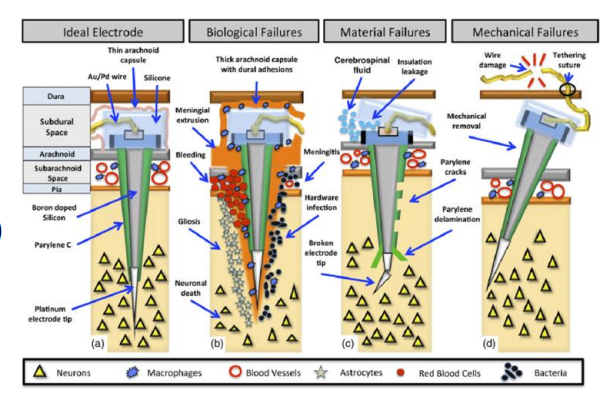 Ideal Electrode
Biological Failures
Material Failures
Mechanical Failures
Thin arachnoid
capsule
Au/Pd wire
Silicone
Dura
Subdural
Space
Arachnoid
Subarachnoid
Space
Pia
Boron doped
Silicon
Parylene C
Platinum
electrode tip
(a)
Thick arachnoid capsule
with dural adhesions
Meningial
extrusion
Bleeding
Gliosis
Neuronal
death
Meningitis
Hardware
infection
(b)
Cerebrospinal
fluid
Insulation
leakage
Parylene
cracks
Parylene
delamination
Broken
electrode
tip
(c)
Wire
damage
Tethering
suture
Mechanical
removal
(d)
Neurons
Macrophages
Blood Vessels
Astrocytes
Red Blood Cells
Bacteria